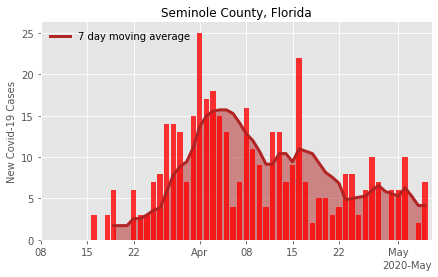 Seminole County, Florida
7 day moving average
New Covid-19 Cases
25
20
15
10
5
0
08
15
22
Apr
08
15
22
May
2020-May